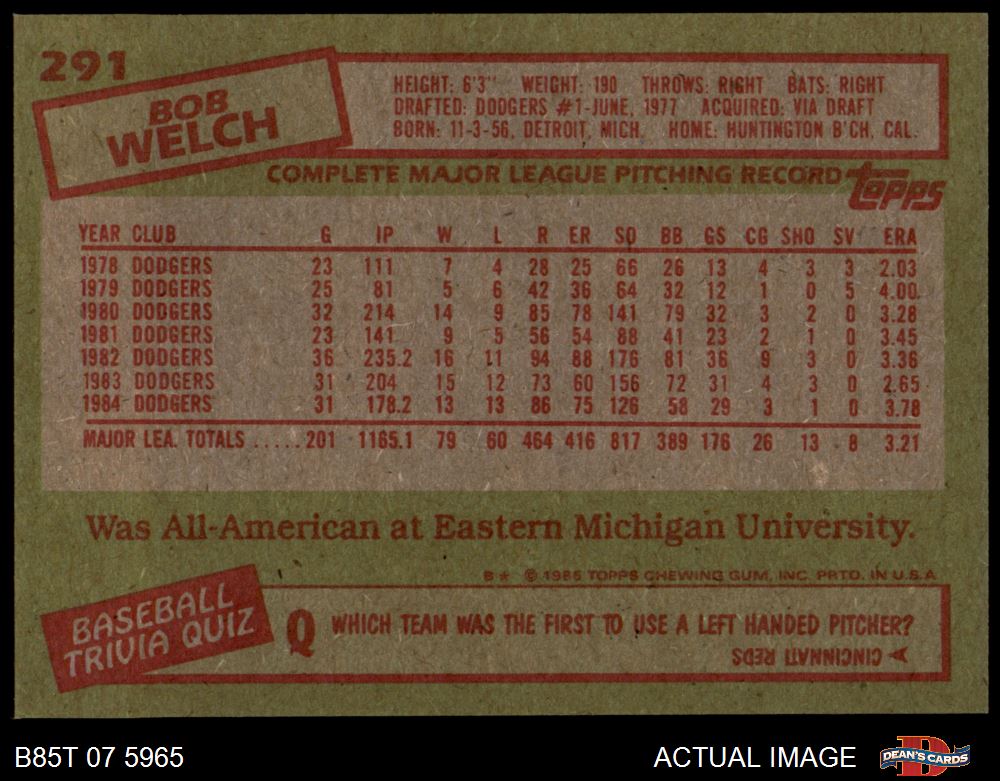 291
BOB
WELCH
HEIGHT: 6'3" WEIGHT: 190 THROWS: RIGHT BATS: RIGHT
DRAFTED: DODGERS #1-JUNE, 1977 ACQUIRED: VIA DRAFT
BORN: 11-3-56, DETROIT, MICH. HOME: HUNTINGTON B'CH, CAL.
COMPLETE MAJOR LEAGUE PITCHING RECORD topps
YEAR CLUB G IP W L R ER SO BB GS CG SHO SV ERA
1978 DODGERS 23 111 7 4 28 25 66 26 13 4 3 3 2.03
1979 DODGERS 25 81 5 6 42 36 64 32 12 1 0 5 4.00
1980 DODGERS 32 214 14 9 85 78 141 79 32 3 2 0 3.28
1981 DODGERS 23 141 9 5 56 54 88 41 23 2 1 0 3.45
1982 DODGERS 36 235.2 16 11 94 88 176 81 36 9 3 0 3.36
1983 DODGERS 31 204 15 12 73 60 156 72 31 4 3 0 2.65
1984 DODGERS 31 178.2 13 13 86 75 126 58 29 3 1 0 3.78
MAJOR LEA. TOTALS .....201 1165.1 79 60 464 416 817 389 176 26 13 8 3.21
Was All-American at Eastern Michigan University.
B* © 1985 TOPPS CHEWING GUM, INC. PRTD. IN U.S.A.
BASEBALL
TRIVIA QUIZ
Q WHICH TEAM WAS THE FIRST TO USE A LEFT HANDED PITCHER?
A CINCINNATI REDS
B85T 07 5965
ACTUAL IMAGE
DEAN'S CARDS